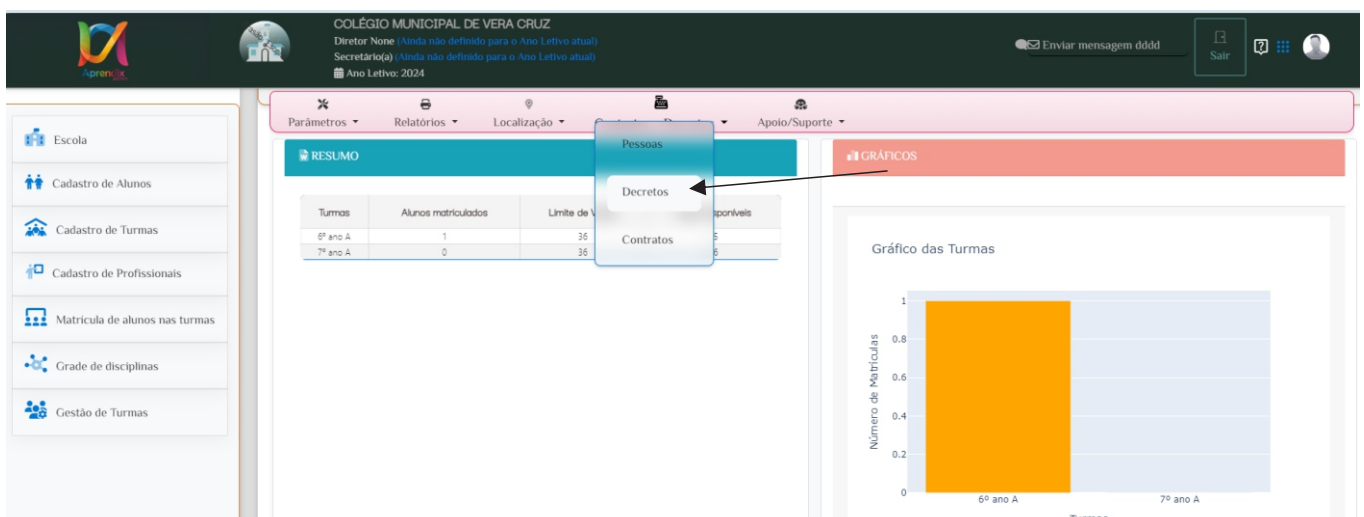 COLÉGIO MUNICIPAL DE VERA CRUZ
Diretor None (Ainda não definido para o Ano Letivo atual)
Secretário(a) (Ainda não definido para o Ano Letivo atual)
Ano Letivo: 2024
Aprendix
Enviar mensagem dddd
Sair
Parâmetros
Relatórios
Localização
Apoio/Suporte
Escola
Cadastro de Alunos
Cadastro de Turmas
Cadastro de Profissionais
Matrícula de alunos nas turmas
Grade de disciplinas
Gestão de Turmas
Pessoas
Decretos
Contratos
RESUMO
Turmas Alunos matriculados Limite de
6º ano A 1 36
7º ano A 0 36
GRÁFICOS
Gráfico das Turmas
Número de Matrículas
1
0.8
0.6
0.4
0.2
0
6º ano A 7º ano A